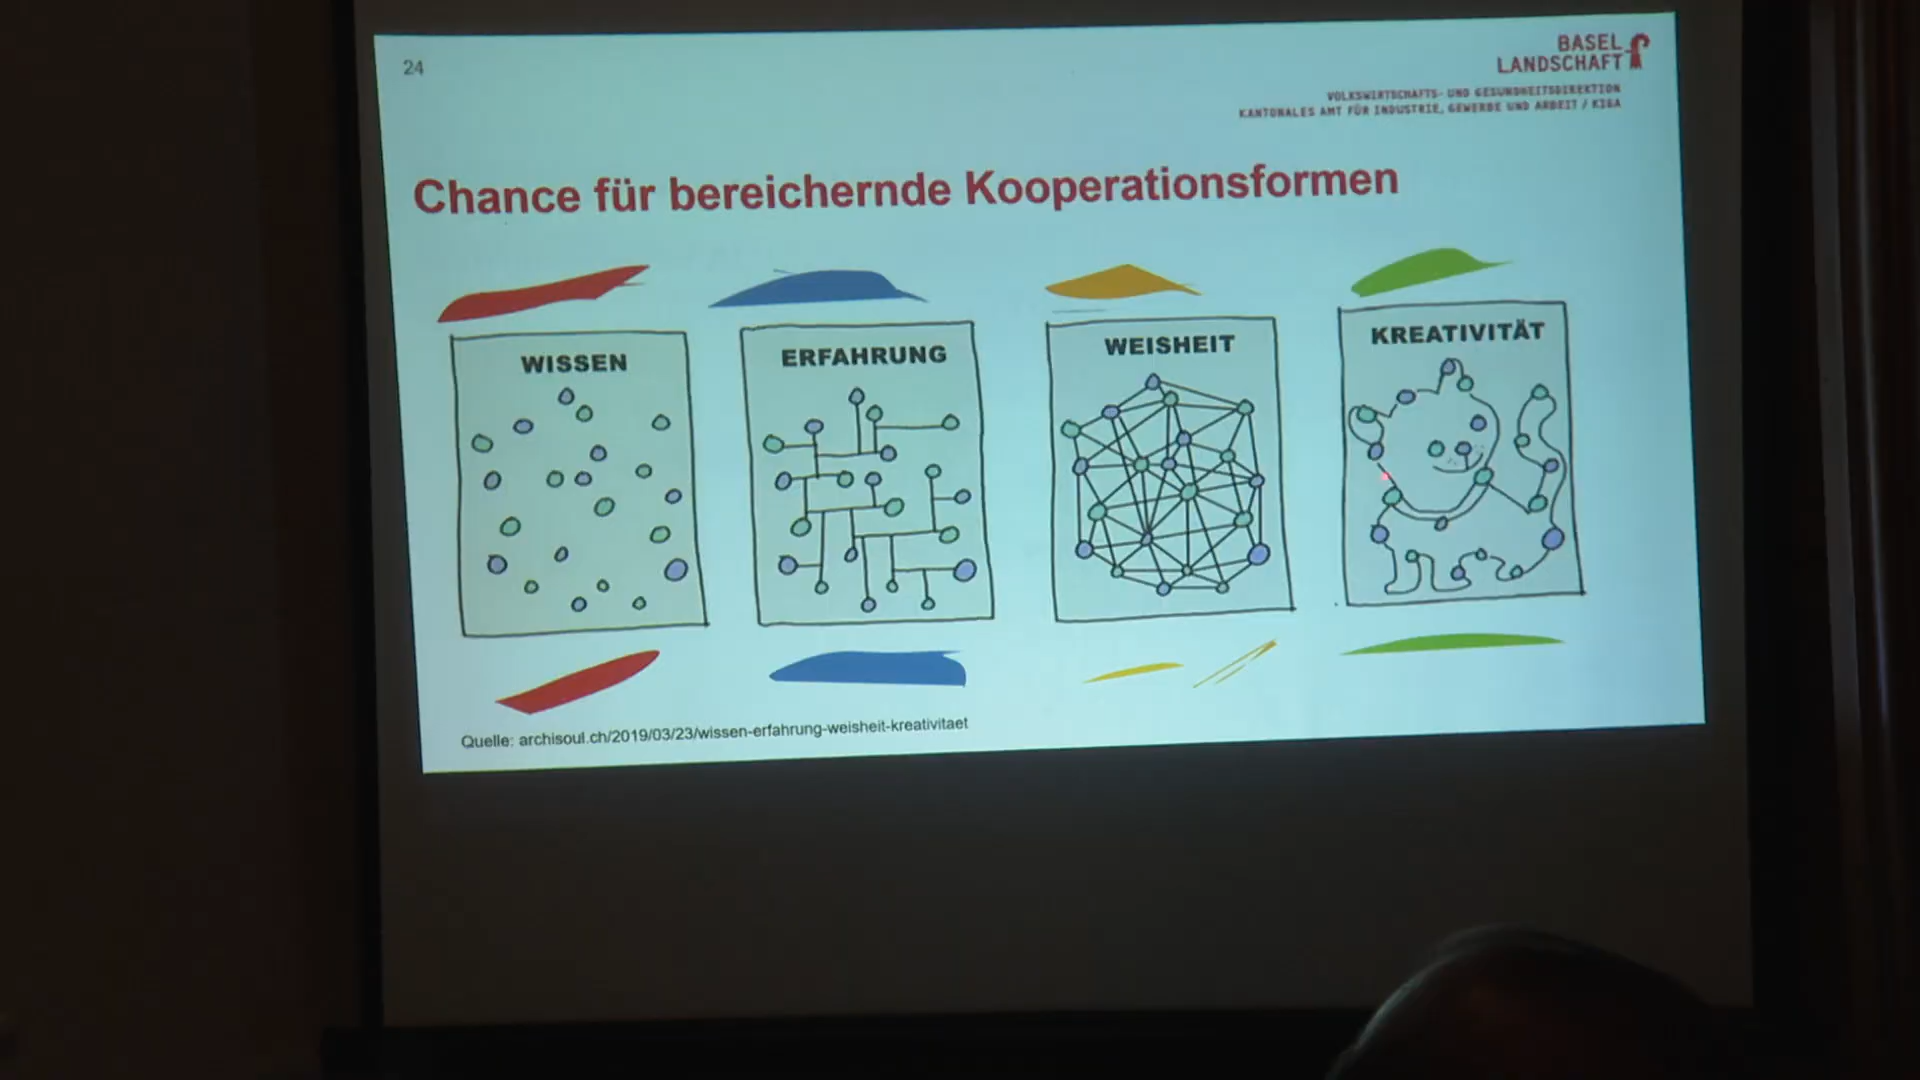 24
BASEL
LANDSCHAFT
VOLKSWIRTSCHAFTS- UND GESUNDHEITSDIREKTION
KANTONALES AMT FÜR INDUSTRIE, GEWERBE UND ARBEIT / KIGA
Chance für bereichernde Kooperationsformen
WISSEN
ERFAHRUNG
WEISHEIT
KREATIVITÄT
Quelle: archisoul.ch/2019/03/23/wissen-erfahrung-weisheit-kreativitaet